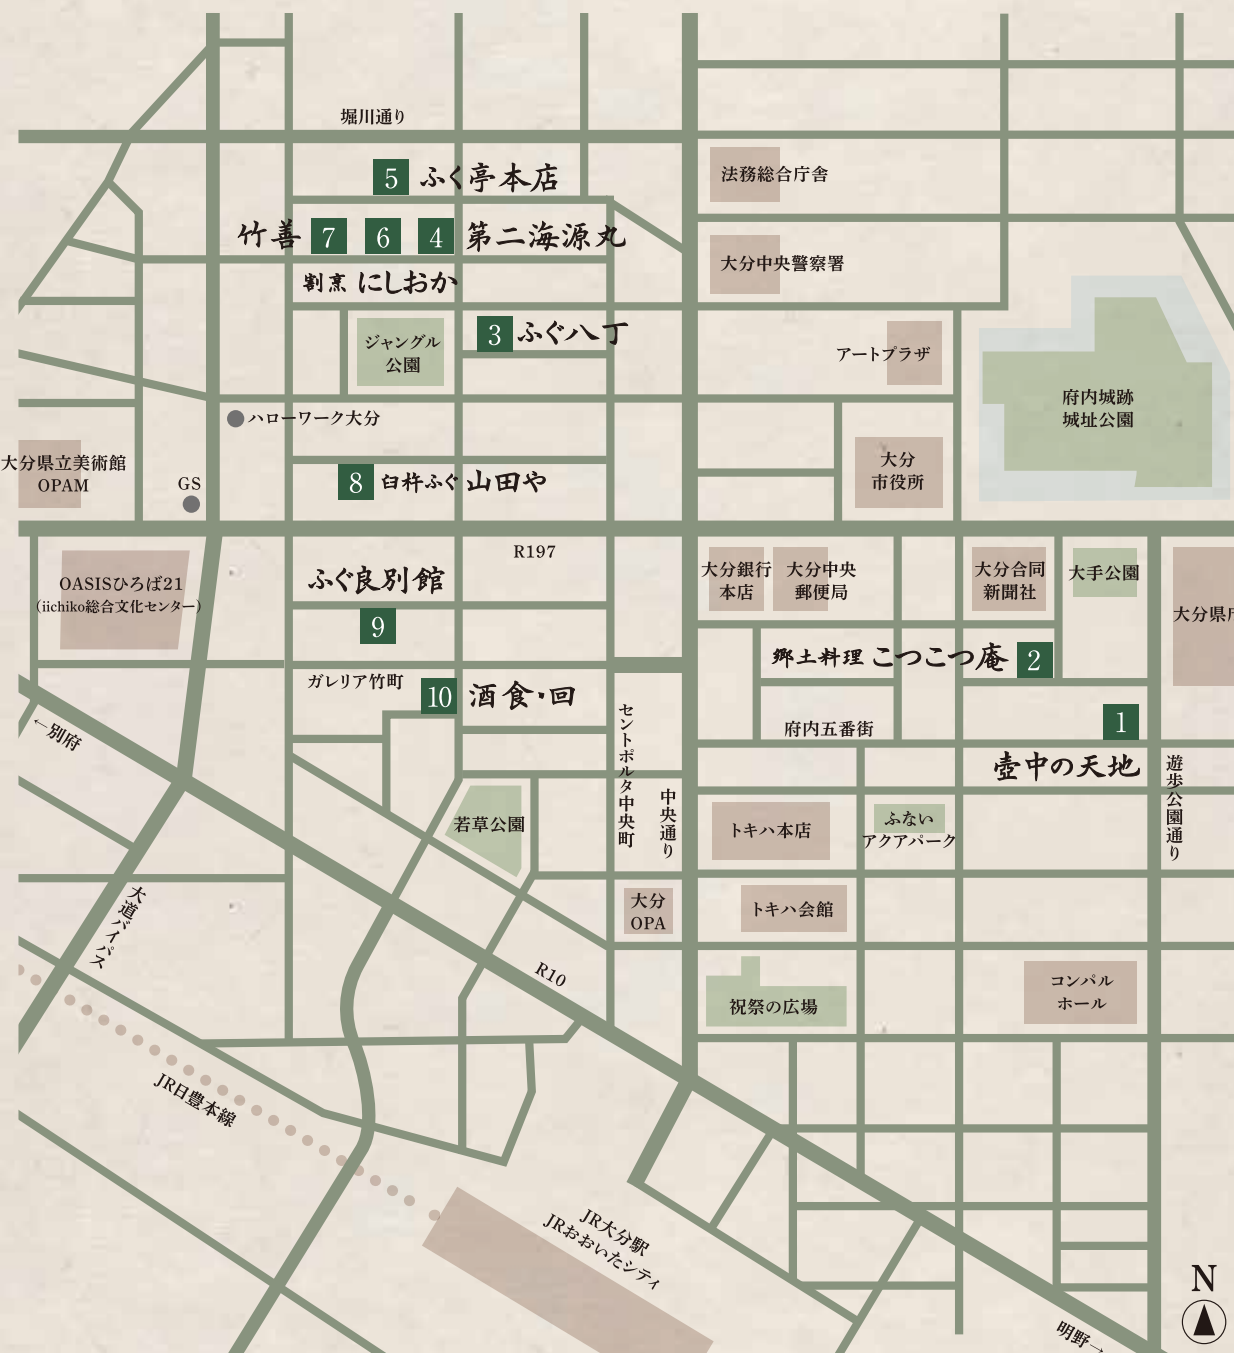 堀川通り
5 ふく亭本店
法務総合庁舎
竹善 7 6 4 第二海源丸
大分中央警察署
割烹 にしおか
3 ふぐ八丁
ジャングル
公園
アートプラザ
府内城跡
城址公園
ハローワーク大分
大分県立美術館
OPAM
GS
8 臼杵ふぐ 山田や
大分
市役所
R197
OASISひろば21
(iichiko総合文化センター)
ふぐ良別館
9
大分銀行
本店
大分中央
郵便局
大分合同
新聞社
大手公園
大分県庁
郷土料理 こつこつ庵 2
ガレリア竹町
10 酒食・回
1
壺中の天地
府内五番街
←別府
セントポルタ中央町
中央通り
遊歩公園通り
若草公園
トキハ本店
ふない
アクアパーク
大分
OPA
トキハ会館
大道バイパス
R10
祝祭の広場
コンパル
ホール
JR日豊本線
JR大分駅
JRおおいたシティ
N
明野→